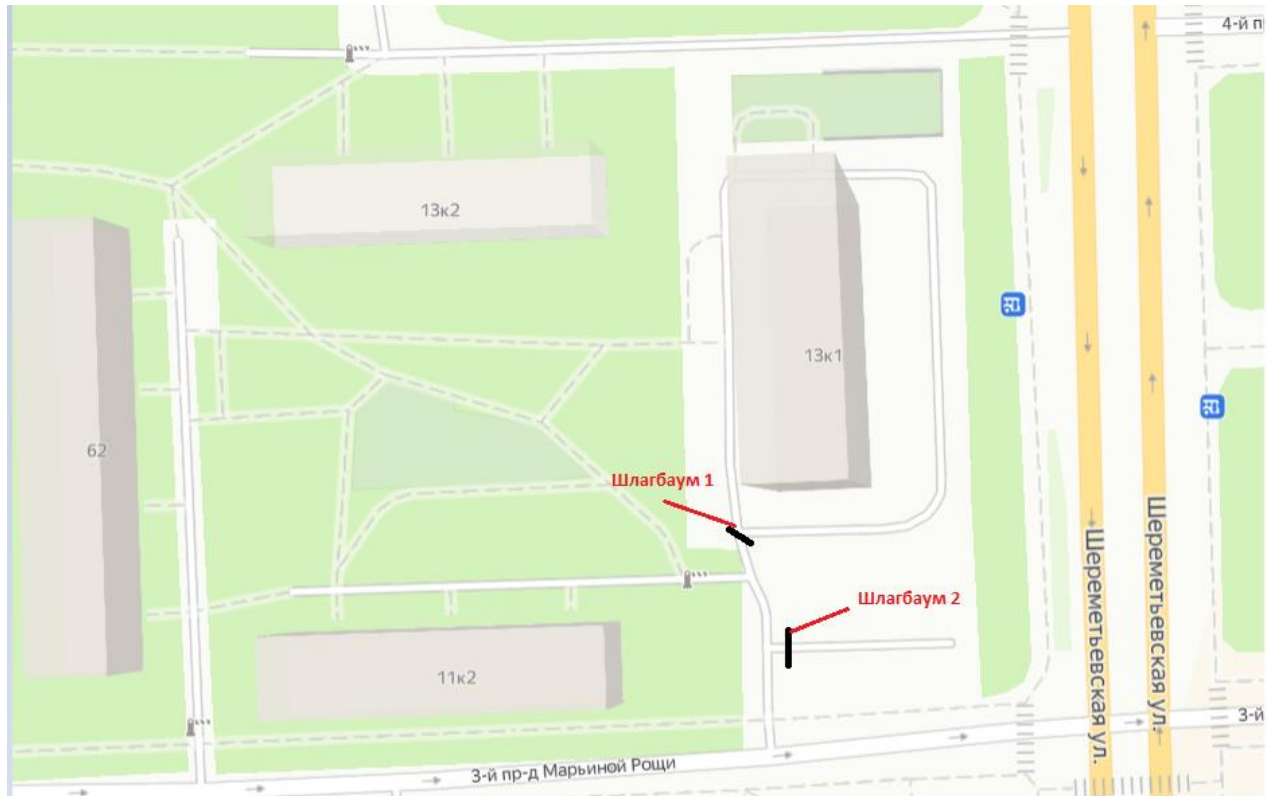 4-й п
13к2
13к1
62
Шлагбаум 1
Шлагбаум 2
11к2
Шереметьевская ул.
Шереметьевская ул.
3-й
3-й пр-д Марьиной Рощи